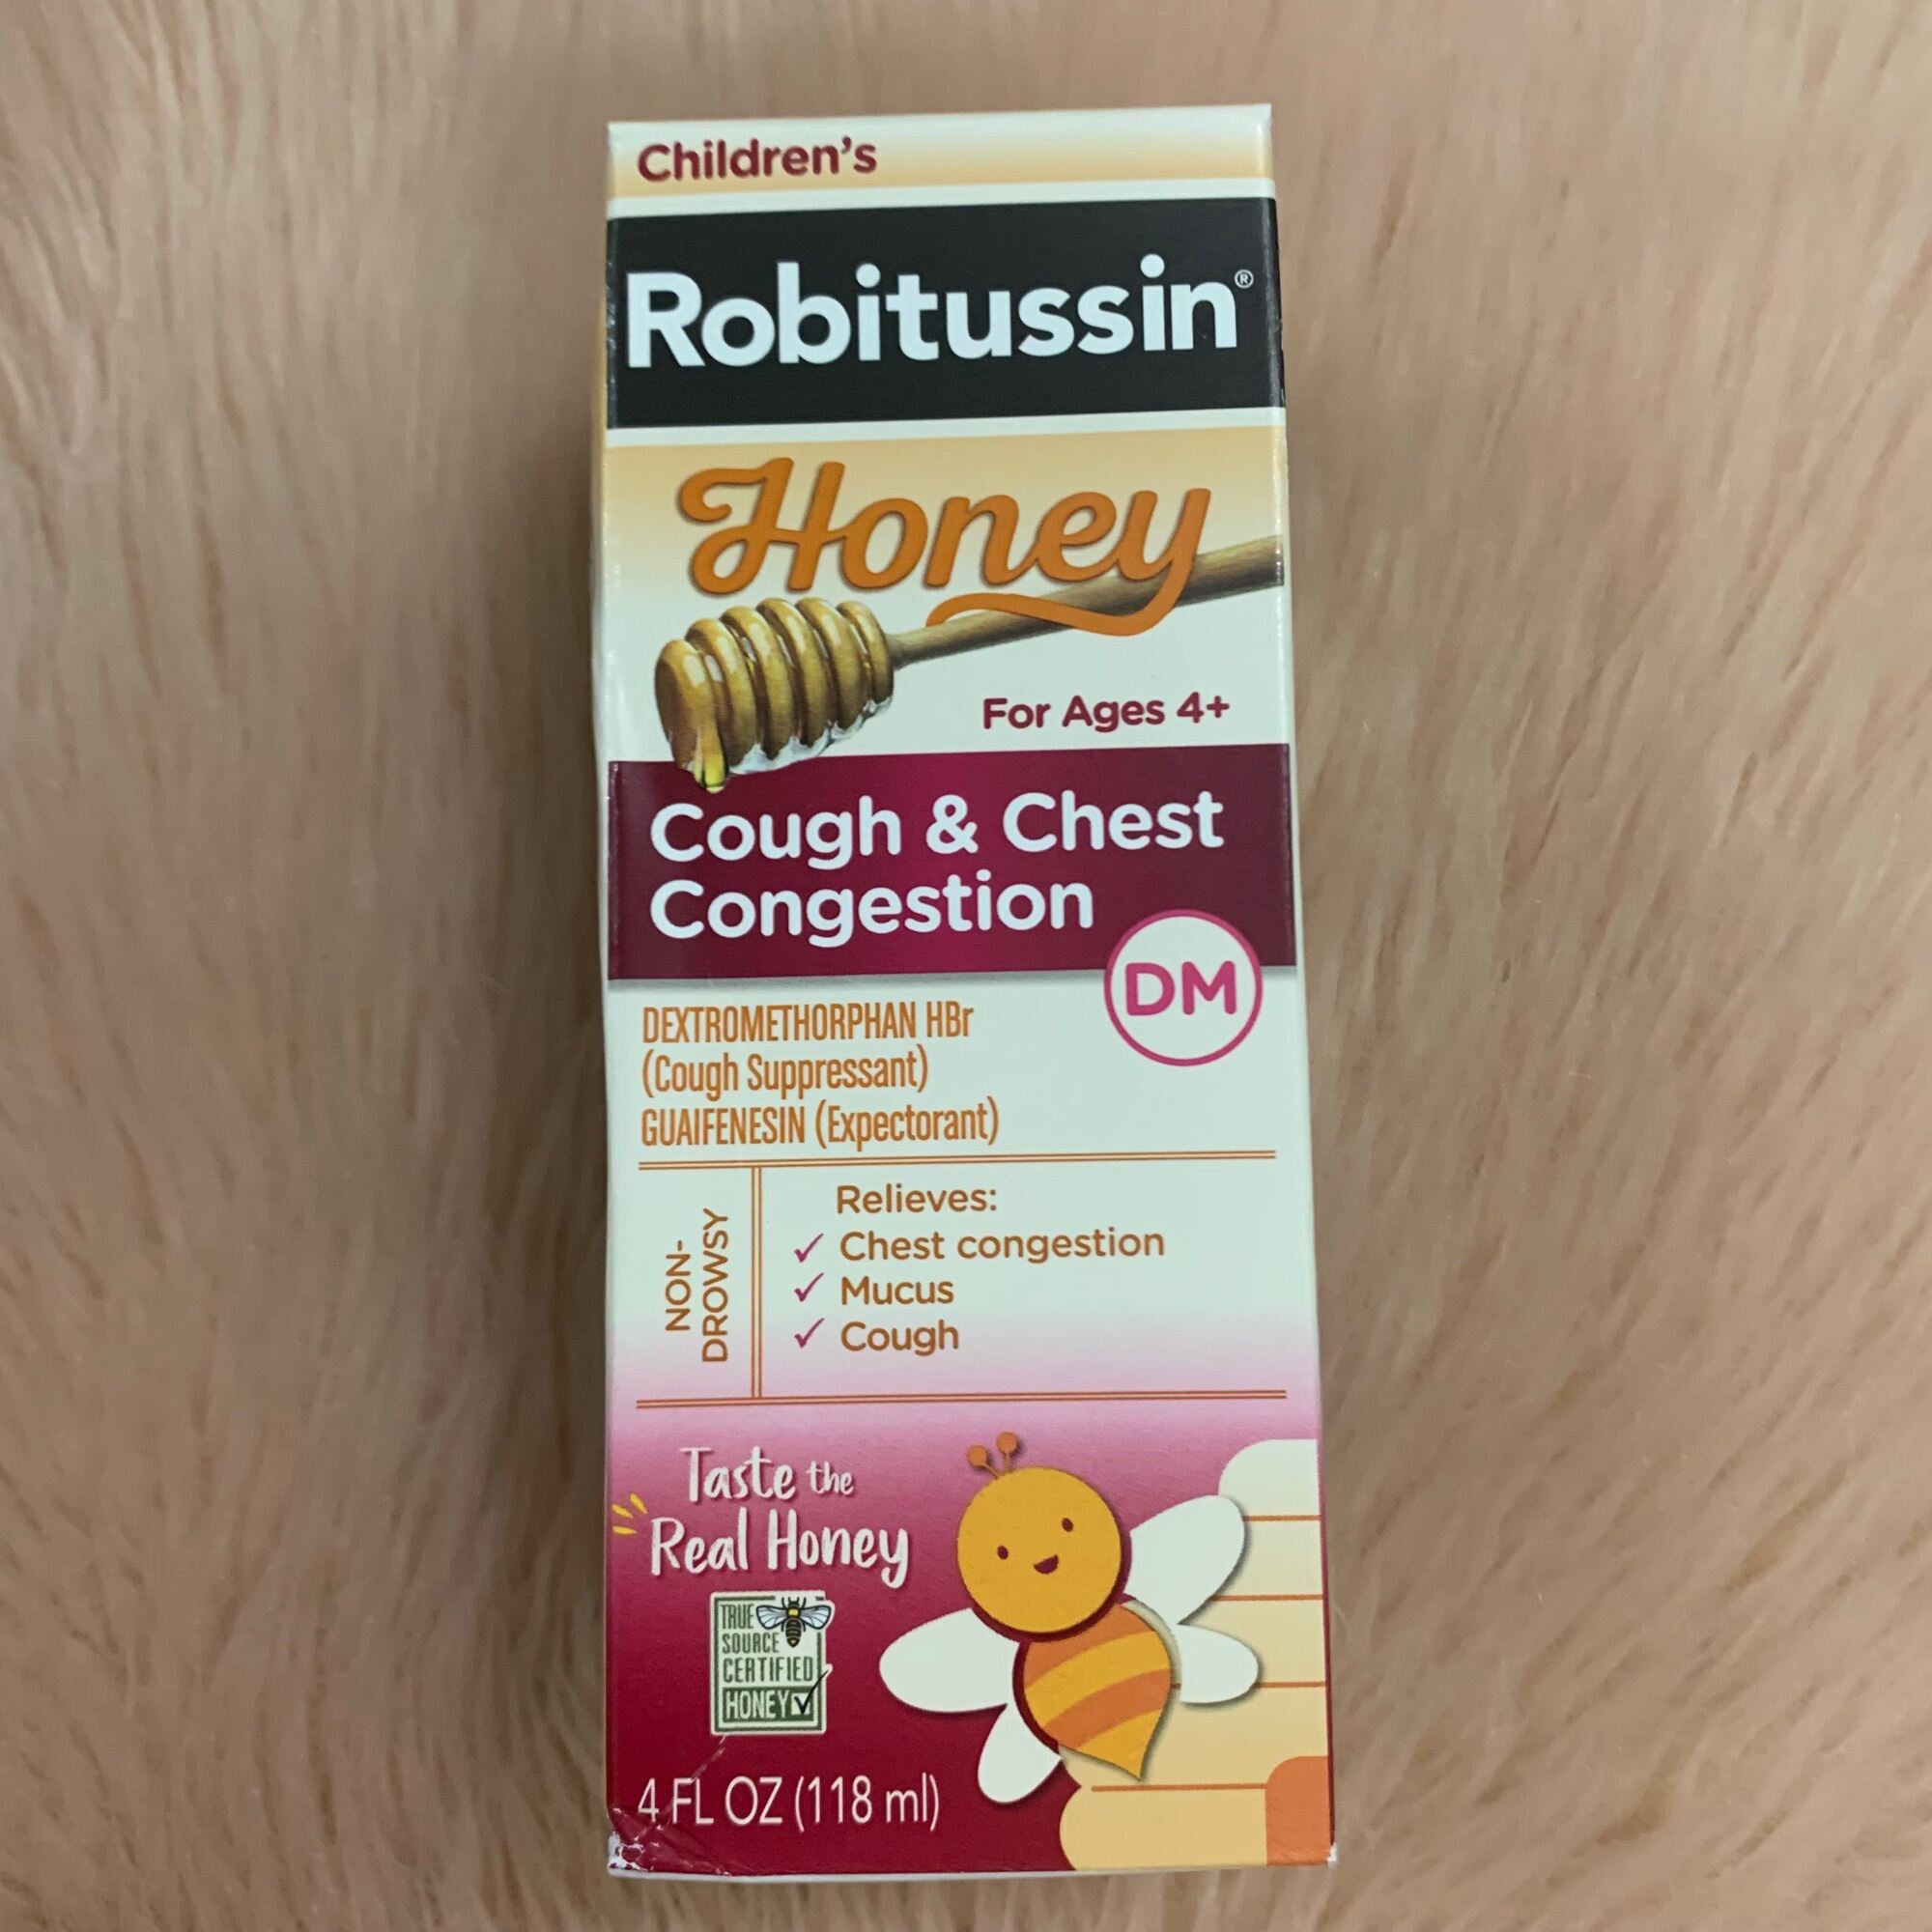 Children's
Robitussin®
Honey
For Ages 4+
Cough & Chest
Congestion
DM
DEXTROMETHORPHAN HBr
(Cough Suppressant)
GUAIFENESIN (Expectorant)
NON-
DROWSY
Relieves:
✓ Chest congestion
✓ Mucus
✓ Cough
Taste the
Real Honey
TRUE
SOURCE
CERTIFIED
HONEY
4 FL OZ (118 ml)